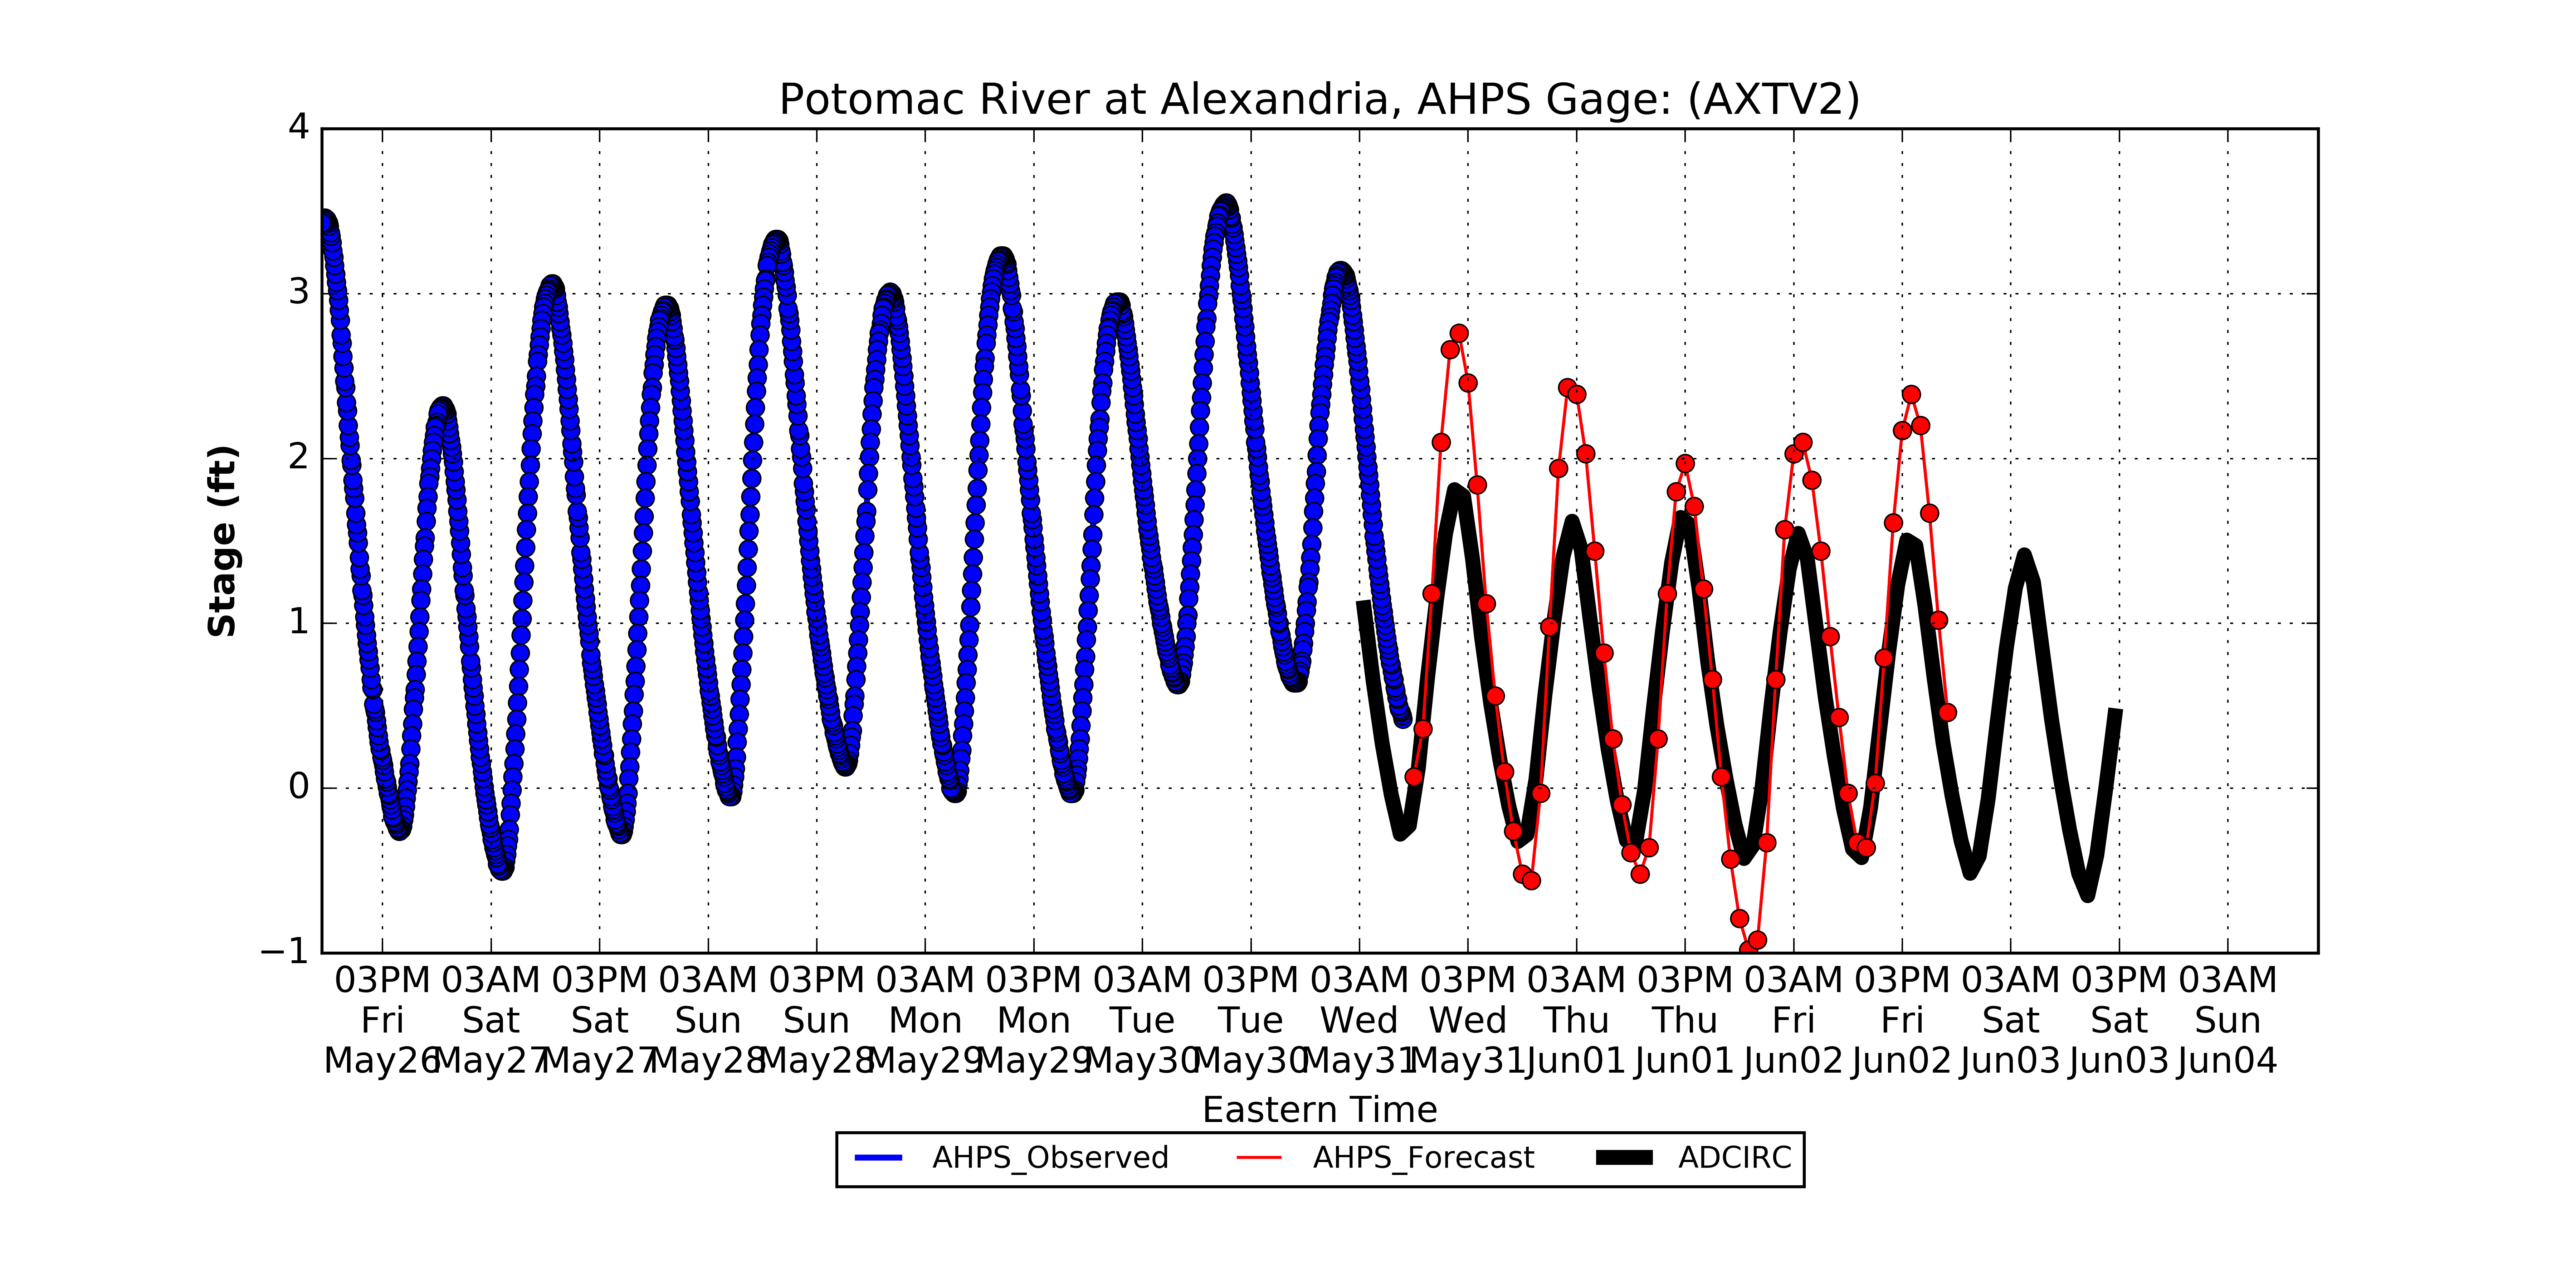 Potomac River at Alexandria, AHPS Gage: (AXTV2)
4
3
2
1
0
−1
Stage (ft)
03PM 03AM 03PM 03AM 03PM 03AM 03PM 03AM 03PM 03AM 03PM 03AM 03PM 03AM 03PM 03AM 03PM 03AM
Fri Sat Sat Sun Sun Mon Mon Tue Tue Wed Wed Thu Thu Fri Fri Sat Sat Sun
May26 May27 May27 May28 May28 May29 May29 May30 May30 May31 May31 Jun01 Jun01 Jun02 Jun02 Jun03 Jun03 Jun04
Eastern Time
AHPS_Observed AHPS_Forecast ADCIRC